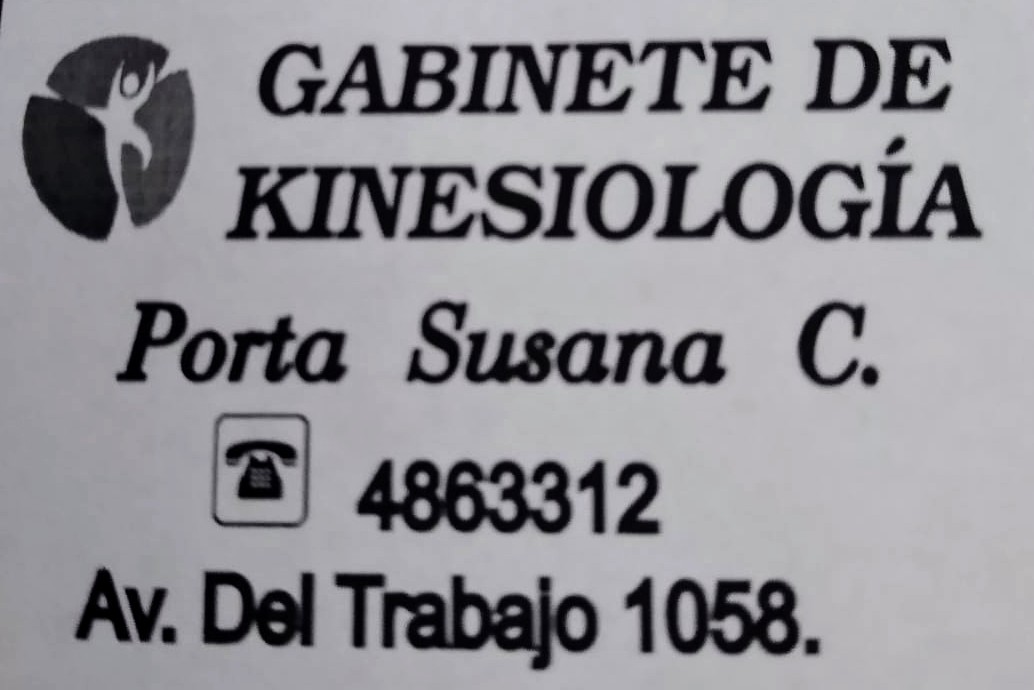 GABINETE DE
KINESIOLOGÍA
Porta Susana C.
4863312
Av. Del Trabajo 1058.